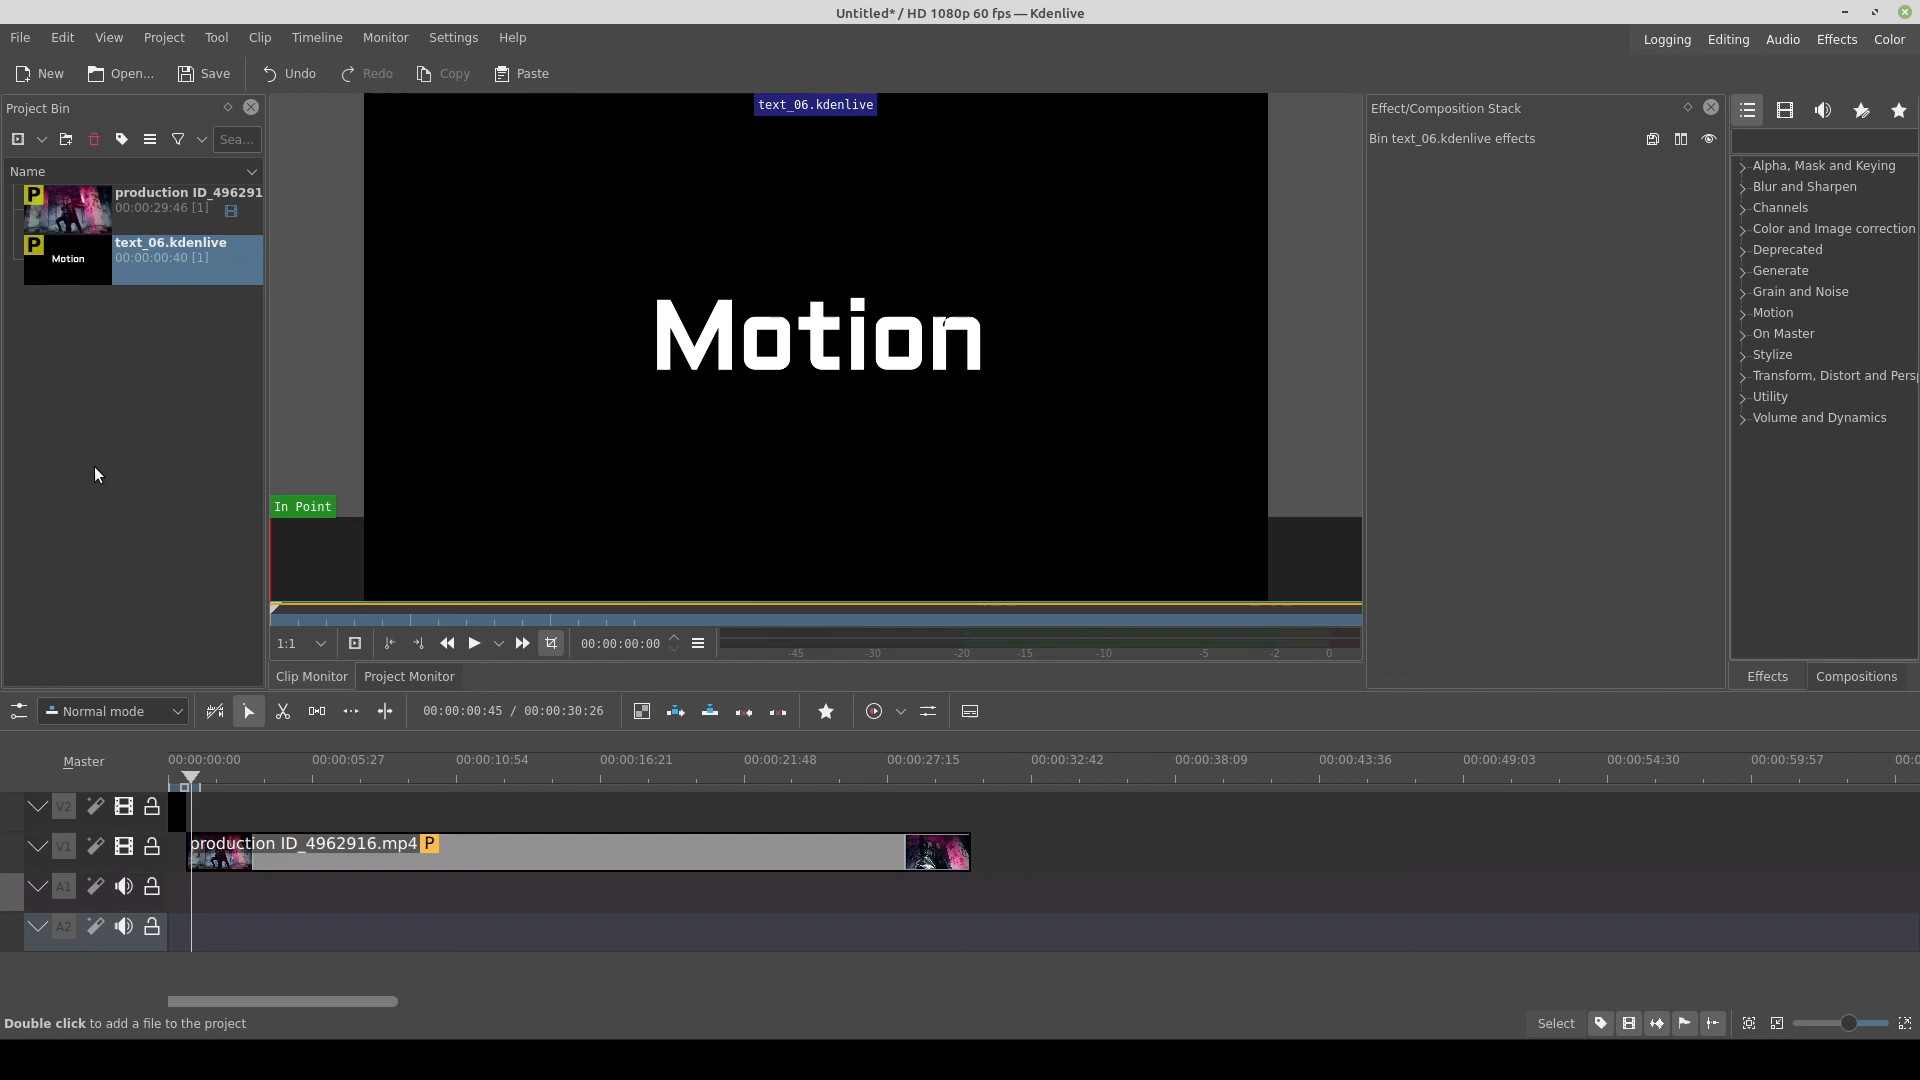 Untitled* / HD 1080p 60 fps — Kdenlive
File Edit View Project Tool Clip Timeline Monitor Settings Help
Logging Editing Audio Effects Color
New Open... Save Undo Redo Copy Paste
Project Bin
Sea...
Name
P production ID_496291
00:00:29:46 [1]
P text_06.kdenlive
00:00:00:40 [1]
Motion
text_06.kdenlive
Motion
In Point
1:1
00:00:00:00
-45 -30 -20 -15 -10 -5 -2 0
Clip Monitor Project Monitor
Effect/Composition Stack
Bin text_06.kdenlive effects
Alpha, Mask and Keying
Blur and Sharpen
Channels
Color and Image correction
Deprecated
Generate
Grain and Noise
Motion
On Master
Stylize
Transform, Distort and Pers
Utility
Volume and Dynamics
Effects Compositions
Normal mode
00:00:00:45 / 00:00:30:26
Master
00:00:00:00 00:00:05:27 00:00:10:54 00:00:16:21 00:00:21:48 00:00:27:15 00:00:32:42 00:00:38:09 00:00:43:36 00:00:49:03 00:00:54:30 00:00:59:57 00:0
V2
V1
production ID_4962916.mp4 P
A1
A2
Double click to add a file to the project
Select